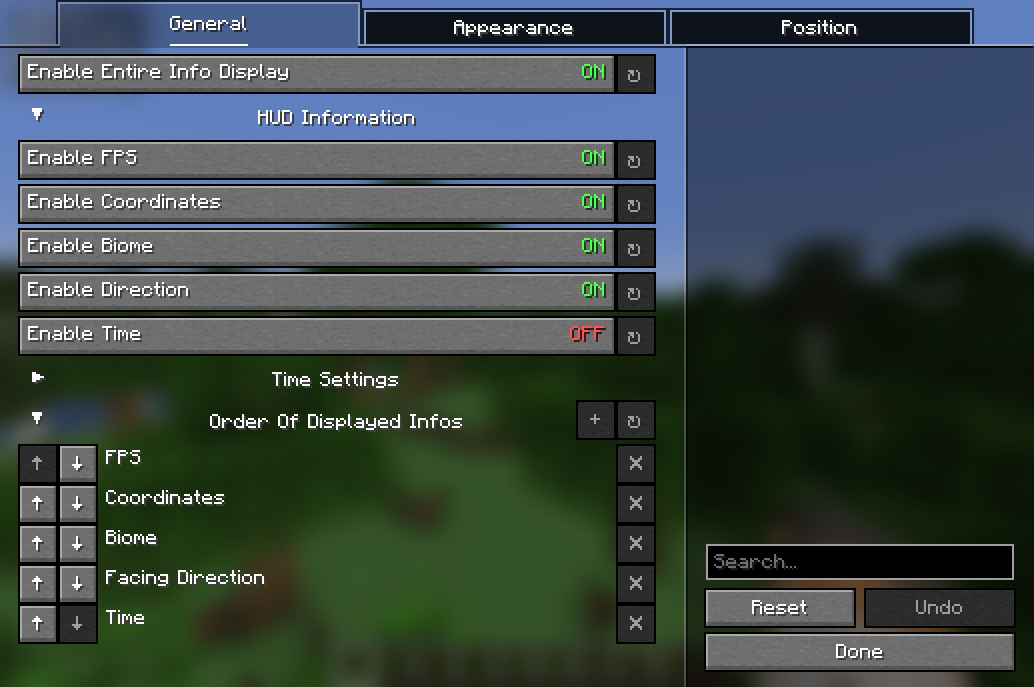 General
Appearance
Position
Enable Entire Info Display ON
HUD Information
Enable FPS ON
Enable Coordinates ON
Enable Biome ON
Enable Direction ON
Enable Time OFF
Time Settings
Order Of Displayed Infos
FPS
Coordinates
Biome
Facing Direction
Time
Search...
Reset
Undo
Done